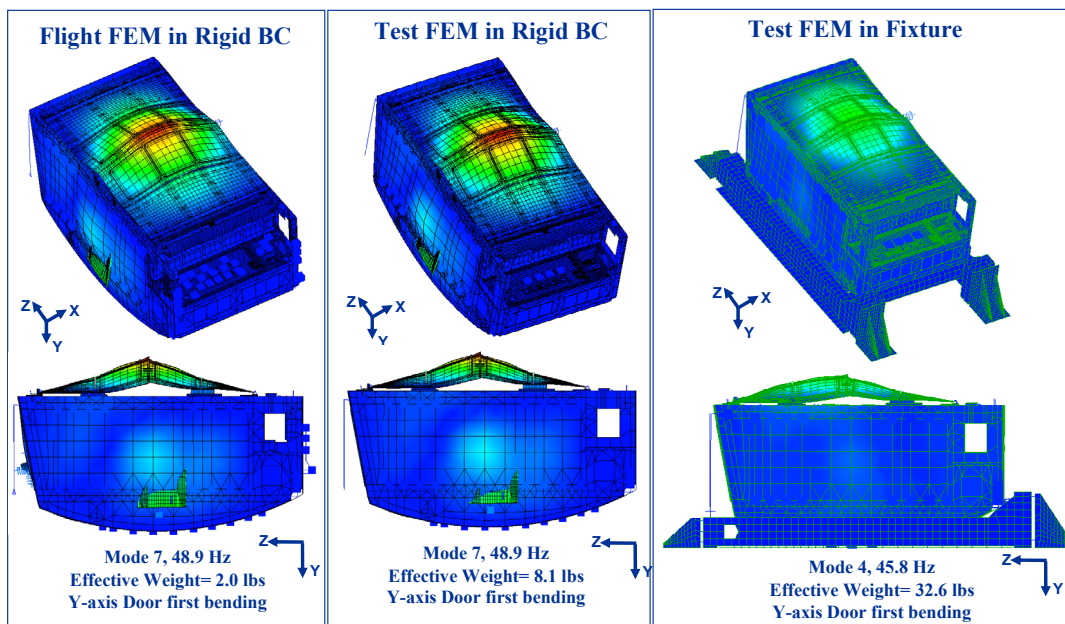 Flight FEM in Rigid BC
Z
X
Y
Z
Y
Mode 7, 48.9 Hz
Effective Weight= 2.0 lbs
Y-axis Door first bending
Test FEM in Rigid BC
Z
X
Y
Z
Y
Mode 7, 48.9 Hz
Effective Weight= 8.1 lbs
Y-axis Door first bending
Test FEM in Fixture
Z
X
Y
Z
Y
Mode 4, 45.8 Hz
Effective Weight= 32.6 lbs
Y-axis Door first bending